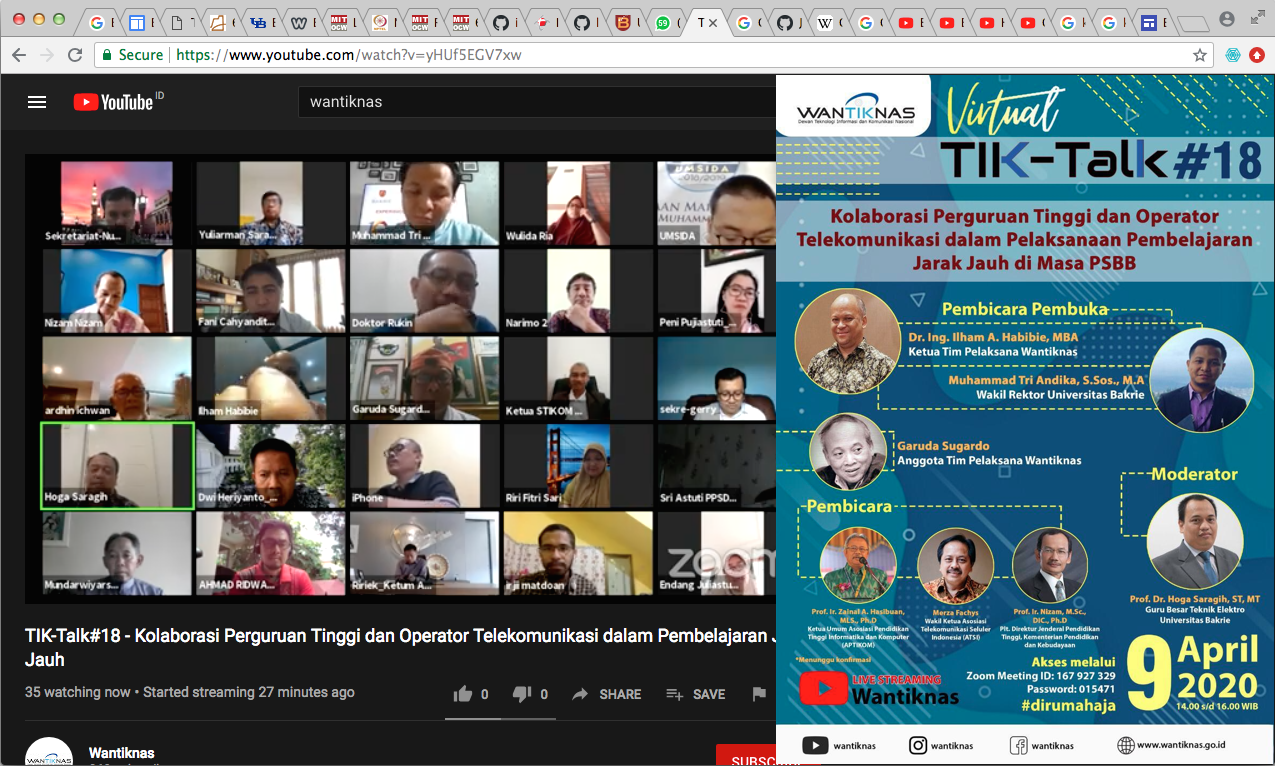 Secure
https://www.youtube.com/watch?v=yHUf5EGV7xw
YouTube ID
wantiknas
Sekretariat-Nu...
Yuliarman Sara...
Muhammad Tri ...
Wulida Ria
UMSIDA
Nizam Nizam
Fani Cahyandit...
Doktor Rukin
Narimo 2
Peni Pujiastuti_...
ardhin ichwan
Ilham Habibie
Garuda Sugard...
Ketua STIKOM ...
sekre-gerry
Hoga Saragih
Dwi Heriyanto_...
iPhone
Riri Fitri Sari
Sri Astuti PPSD...
Mundarwiyars...
AHMAD RIDWA...
Ririek_Ketum A...
irji matdoan
Endang Juliastu...
zoom
TIK-Talk#18 - Kolaborasi Perguruan Tinggi dan Operator Telekomunikasi dalam Pembelajaran J
Jauh
35 watching now • Started streaming 27 minutes ago
0
0
SHARE
SAVE
Wantiknas
WANTIKNAS
Dewan Teknologi Informasi dan Komunikasi Nasional
Virtual
TIK-Talk #18
Kolaborasi Perguruan Tinggi dan Operator
Telekomunikasi dalam Pelaksanaan Pembelajaran
Jarak Jauh di Masa PSBB
Pembicara Pembuka
Dr. Ing. Ilham A. Habibie, MBA
Ketua Tim Pelaksana Wantiknas
Muhammad Tri Andika, S.Sos., M.A
Wakil Rektor Universitas Bakrie
Garuda Sugardo
Anggota Tim Pelaksana Wantiknas
Moderator
Pembicara
Prof. Dr. Hoga Saragih, ST, MT
Guru Besar Teknik Elektro
Universitas Bakrie
Prof. Ir. Zainal A. Hasibuan,
MLS., Ph.D
Ketua Umum Asosiasi Pendidikan
Tinggi Informatika dan Komputer
(APTIKOM)
Merza Fachys
Wakil Ketua Asosiasi
Telekomunikasi Seluler
Indonesia (ATSI)
Prof. Ir. Nizam, M.Sc.,
DIC., Ph.D
Plt. Direktur Jenderal Pendidikan
Tinggi, Kementerian Pendidikan
dan Kebudayaan
*Menunggu konfirmasi
LIVE STREAMING
Wantiknas
Akses melalui
Zoom Meeting ID: 167 927 329
Password: 015471
#dirumahaja
9 April
2020
14.00 s/d 16.00 WIB
wantiknas
wantiknas
wantiknas
www.wantiknas.go.id